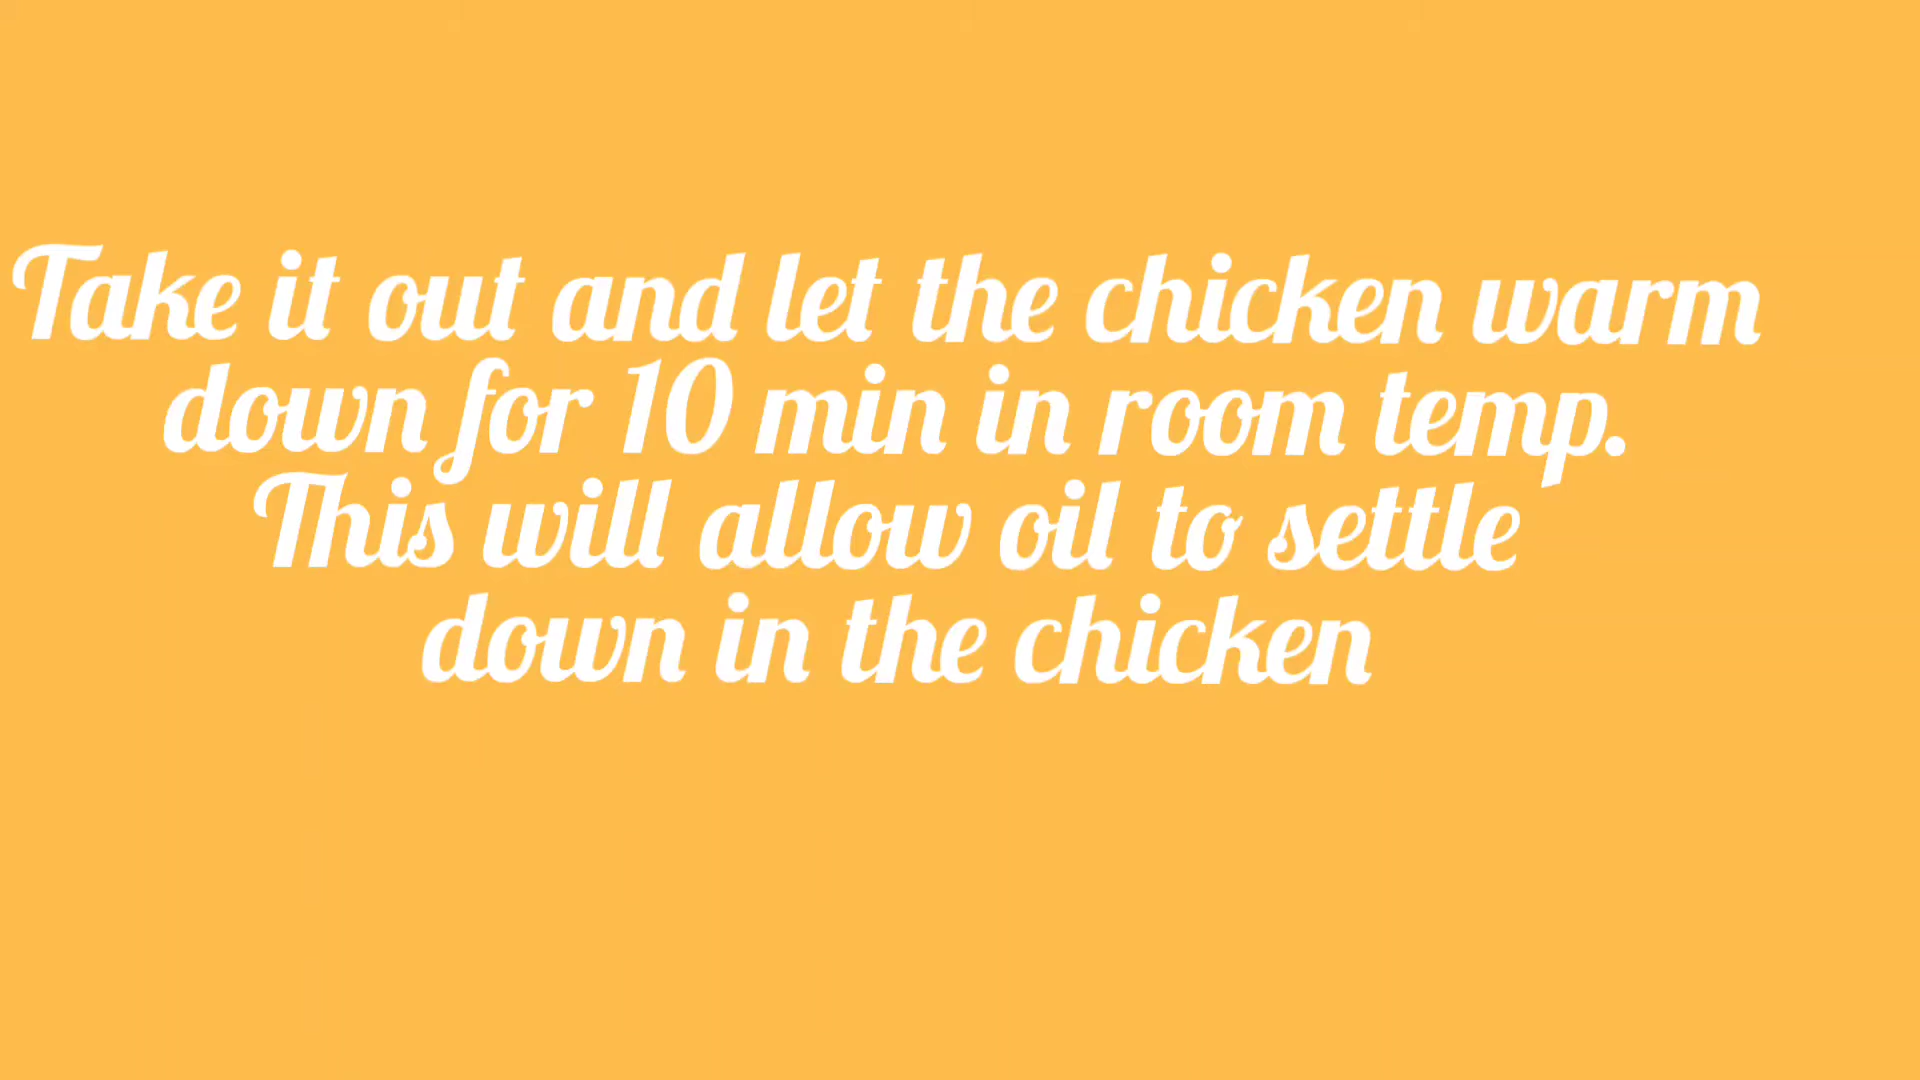 Take it out and let the chicken warm
down for 10 min in room temp.
This will allow oil to settle
down in the chicken